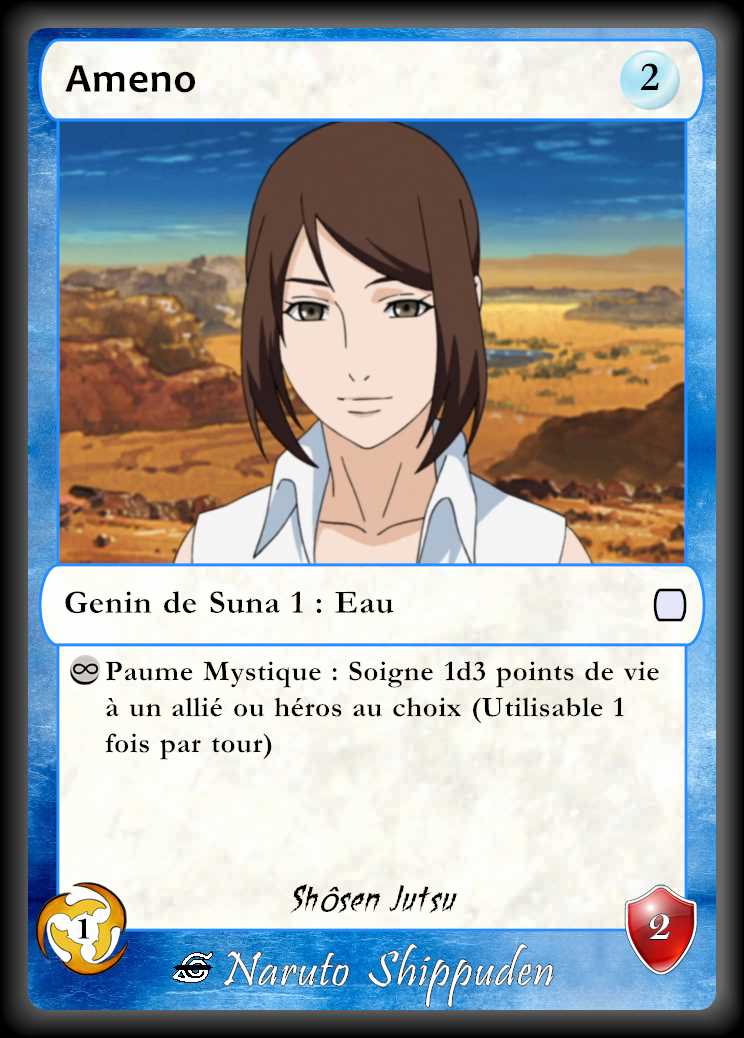 Ameno
2
Genin de Suna 1 : Eau
∞ Paume Mystique : Soigne 1d3 points de vie
à un allié ou héros au choix (Utilisable 1
fois par tour)
Shôsen Jutsu
1
2
Naruto Shippuden